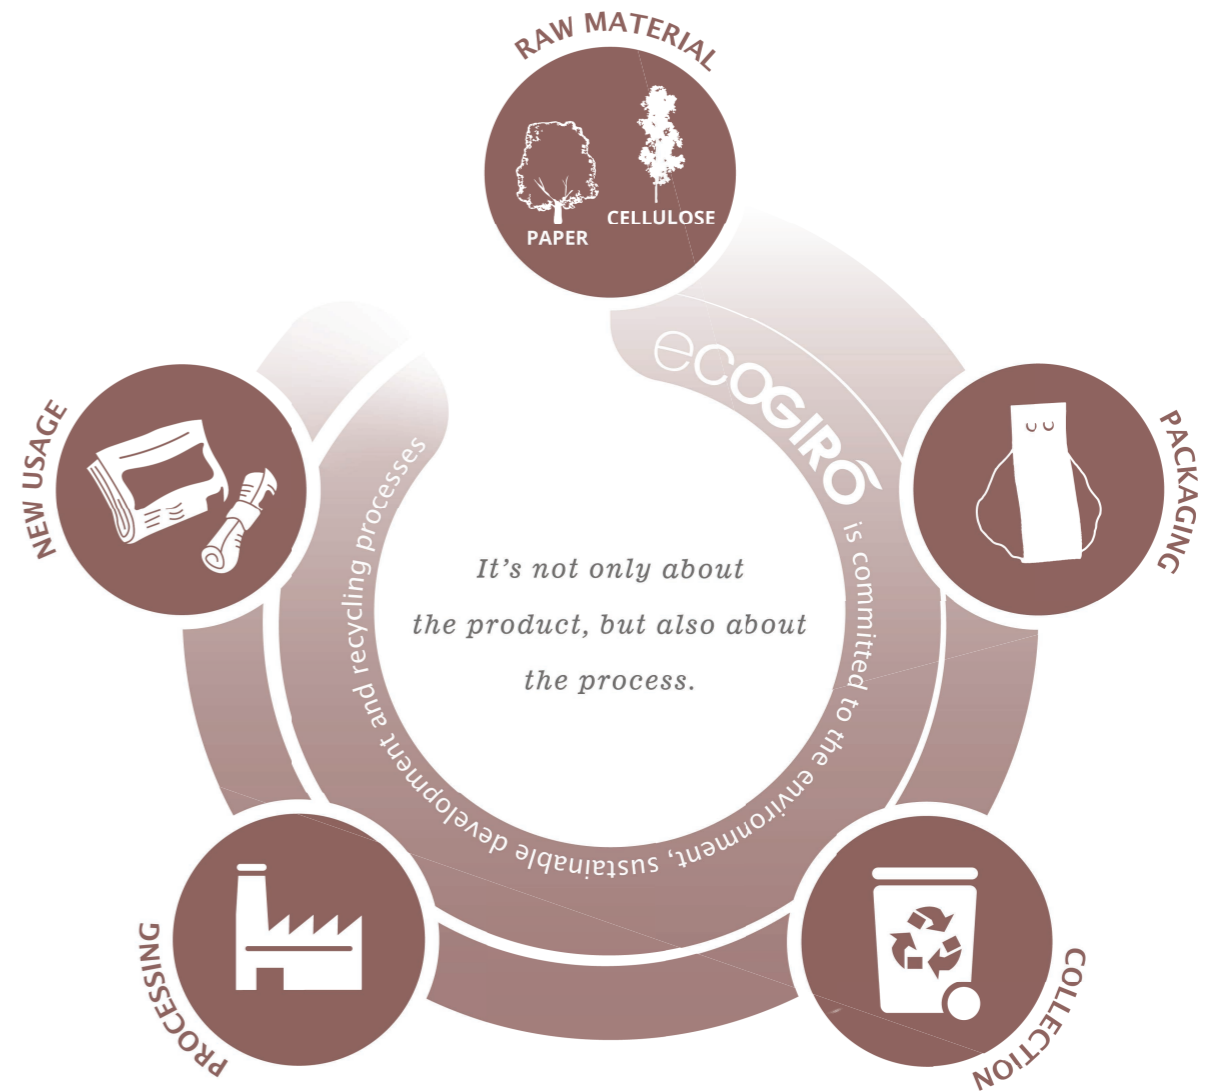 RAW MATERIAL
PAPER
CELLULOSE
eCOGIRÓ
is committed to the environment, sustainable development and recycling processes
PACKAGING
COLLECTION
PROCESSING
NEW USAGE
It's not only about
the product, but also about
the process.